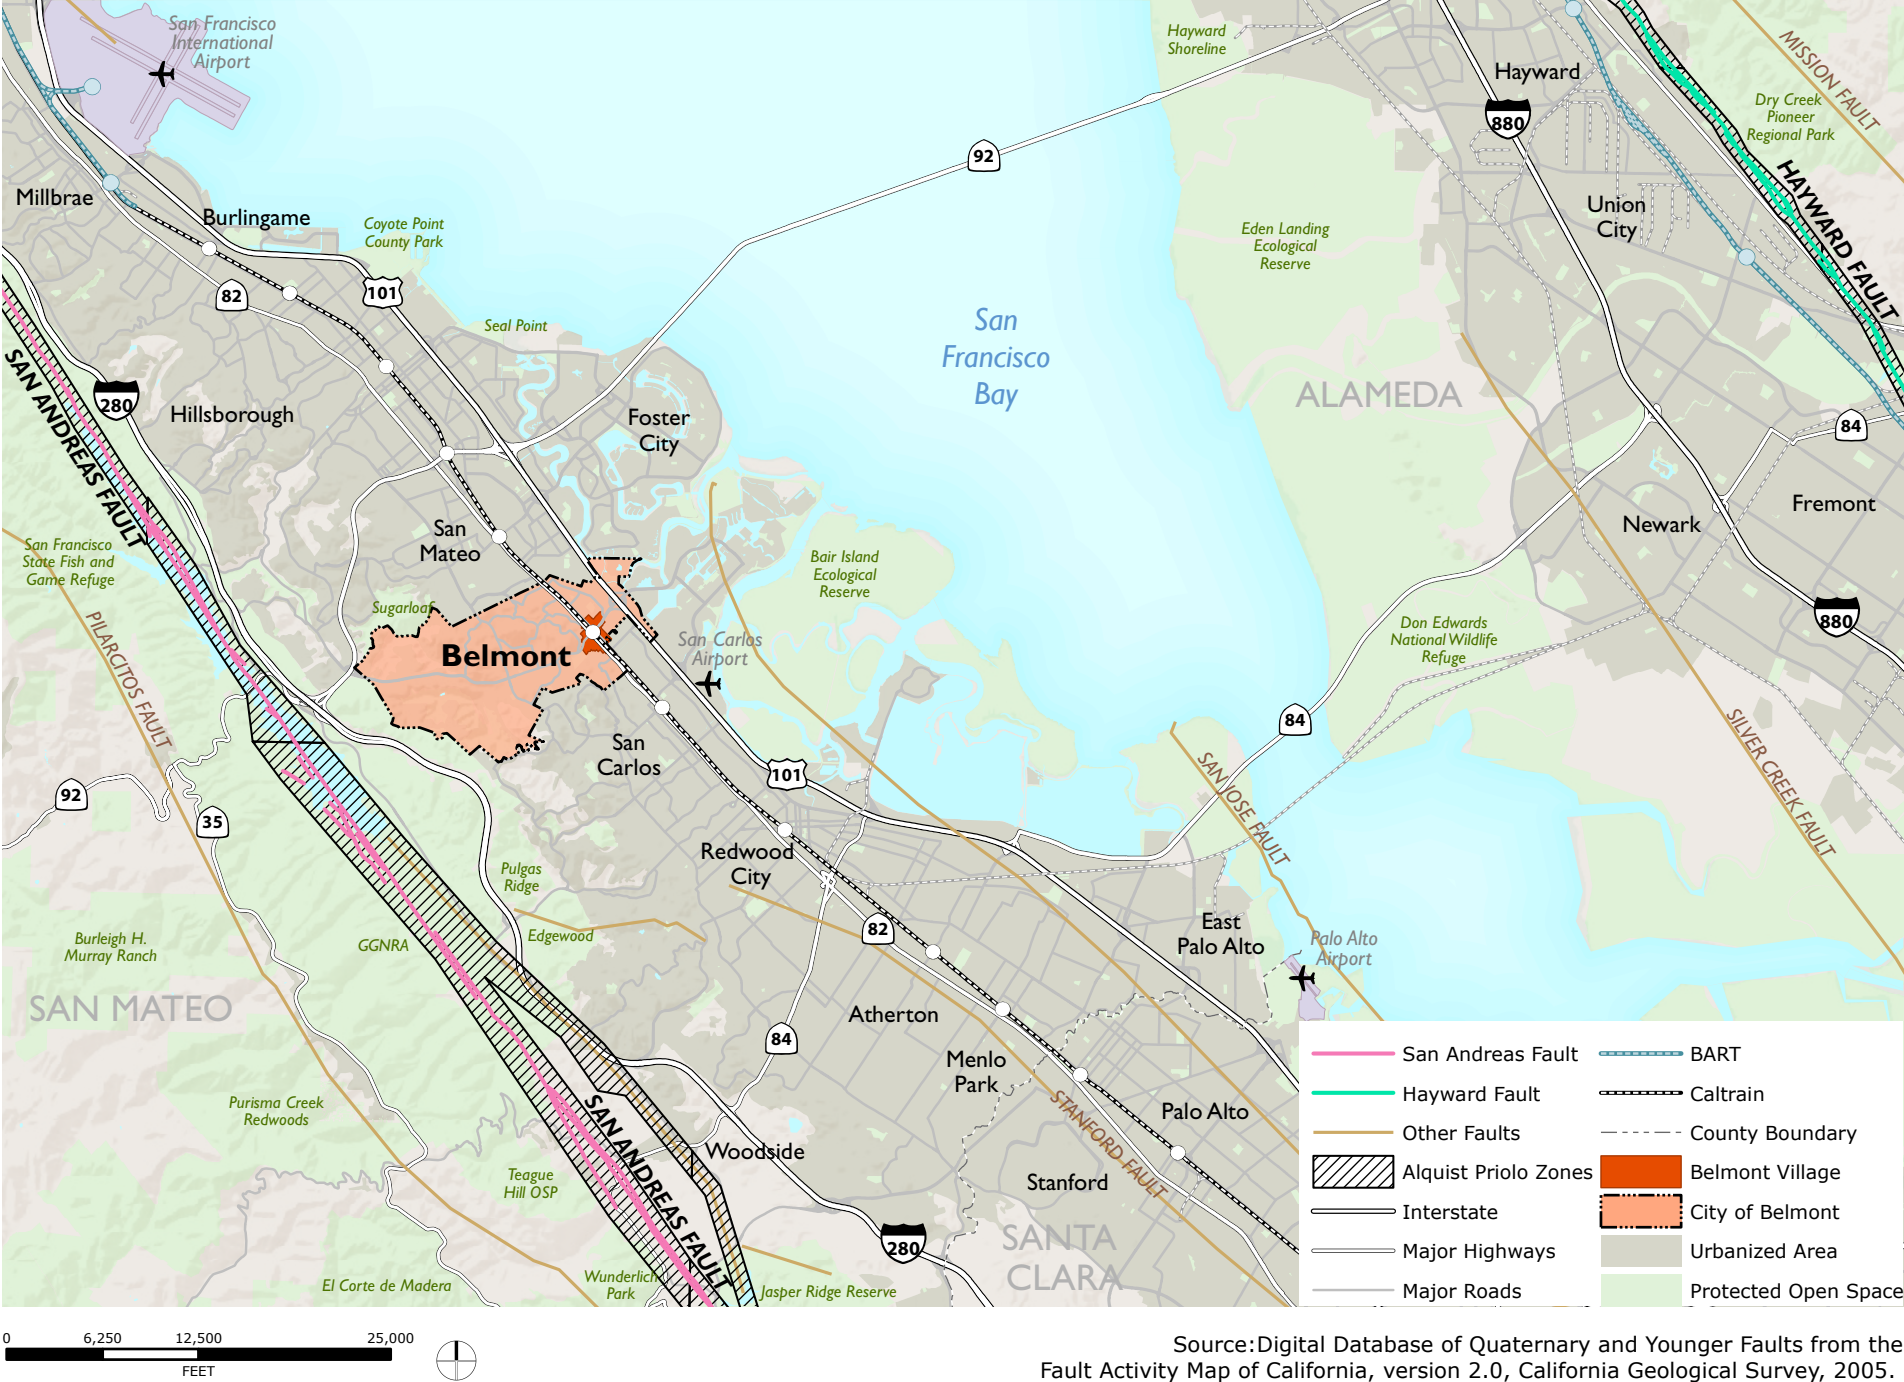 San Francisco
International
Airport
Hayward
Shoreline
Hayward
MISSION FAULT
880
Dry Creek
Pioneer
Regional Park
92
Millbrae
Burlingame
Coyote Point
County Park
Union
City
HAYWARD FAULT
Eden Landing
Ecological
Reserve
82
101
Seal Point
San
Francisco
Bay
SAN ANDREAS FAULT
280
Hillsborough
Foster
City
ALAMEDA
84
Fremont
Newark
San
Mateo
San Francisco
State Fish and
Game Refuge
Bair Island
Ecological
Reserve
Sugarloaf
PILARCITOS FAULT
Belmont
San Carlos
Airport
Don Edwards
National Wildlife
Refuge
880
84
SILVER CREEK FAULT
San
Carlos
SAN JOSE FAULT
101
92
35
Redwood
City
Pulgas
Ridge
Edgewood
GGNRA
Burleigh H.
Murray Ranch
82
East
Palo Alto
Palo Alto
Airport
SAN MATEO
Atherton
84
Menlo
Park
Palo Alto
STANFORD FAULT
Purisma Creek
Redwoods
SAN ANDREAS FAULT
Woodside
Teague
Hill OSP
Stanford
SANTA
CLARA
280
El Corte de Madera
Wunderlich
Park
Jasper Ridge Reserve
San Andreas Fault
Hayward Fault
Other Faults
Alquist Priolo Zones
Interstate
Major Highways
Major Roads
BART
Caltrain
County Boundary
Belmont Village
City of Belmont
Urbanized Area
Protected Open Space
0 6,250 12,500 25,000
FEET
Source:Digital Database of Quaternary and Younger Faults from the
Fault Activity Map of California, version 2.0, California Geological Survey, 2005.